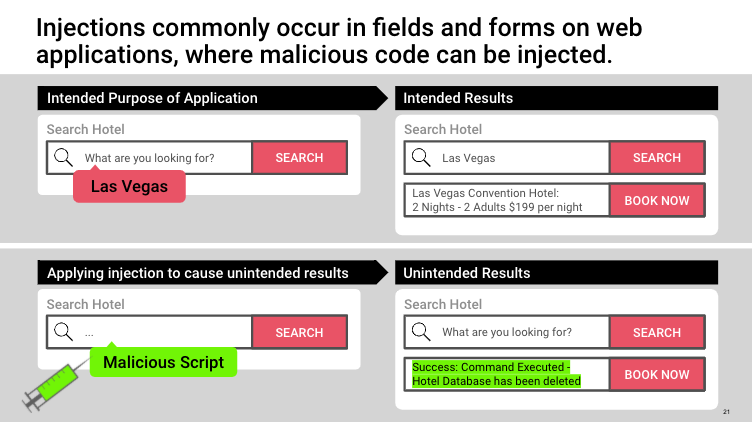 Injections commonly occur in fields and forms on web
applications, where malicious code can be injected.
Intended Purpose of Application
Search Hotel
What are you looking for?
SEARCH
Las Vegas
Intended Results
Search Hotel
Las Vegas
SEARCH
Las Vegas Convention Hotel:
2 Nights - 2 Adults $199 per night
BOOK NOW
Applying injection to cause unintended results
Search Hotel
...
SEARCH
Malicious Script
Unintended Results
Search Hotel
What are you looking for?
SEARCH
Success: Command Executed -
Hotel Database has been deleted
BOOK NOW
21